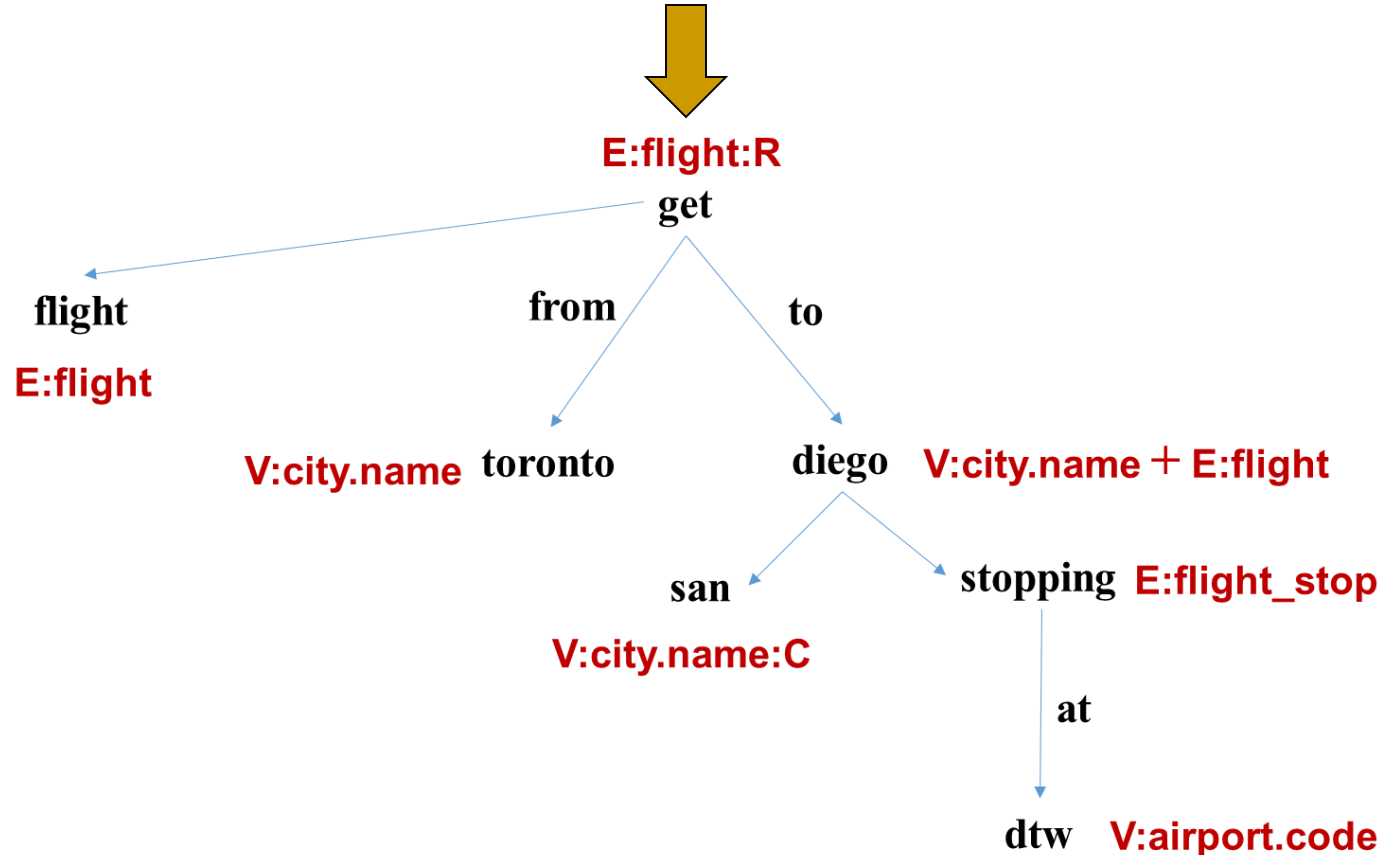 E:flight:R
get
flight
from
to
E:flight
V:city.name toronto
diego V:city.name + E:flight
san
stopping E:flight_stop
V:city.name:C
at
dtw V:airport.code